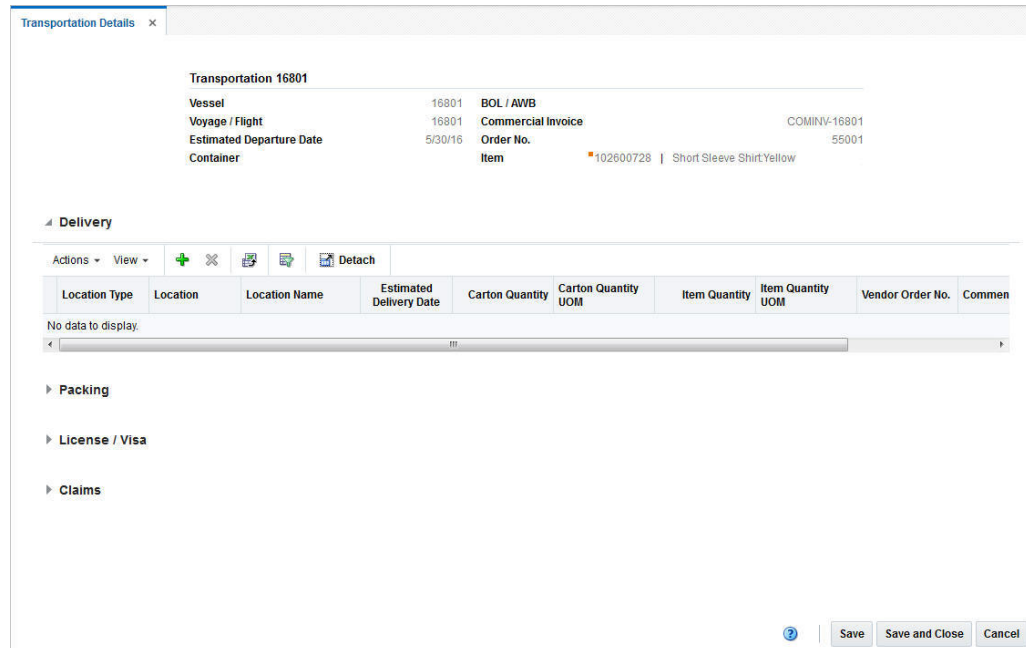 Transportation Details ×
Transportation 16801
Vessel 16801 BOL / AWB
Voyage / Flight 16801 Commercial Invoice COMINV-16801
Estimated Departure Date 5/30/16 Order No. 55001
Container Item 102600728 | Short Sleeve Shirt:Yellow
Delivery
Actions View Detach
Location Type Location Location Name Estimated Delivery Date Carton Quantity Carton Quantity UOM Item Quantity Item Quantity UOM Vendor Order No. Commen
No data to display.
Packing
License / Visa
Claims
? Save Save and Close Cancel